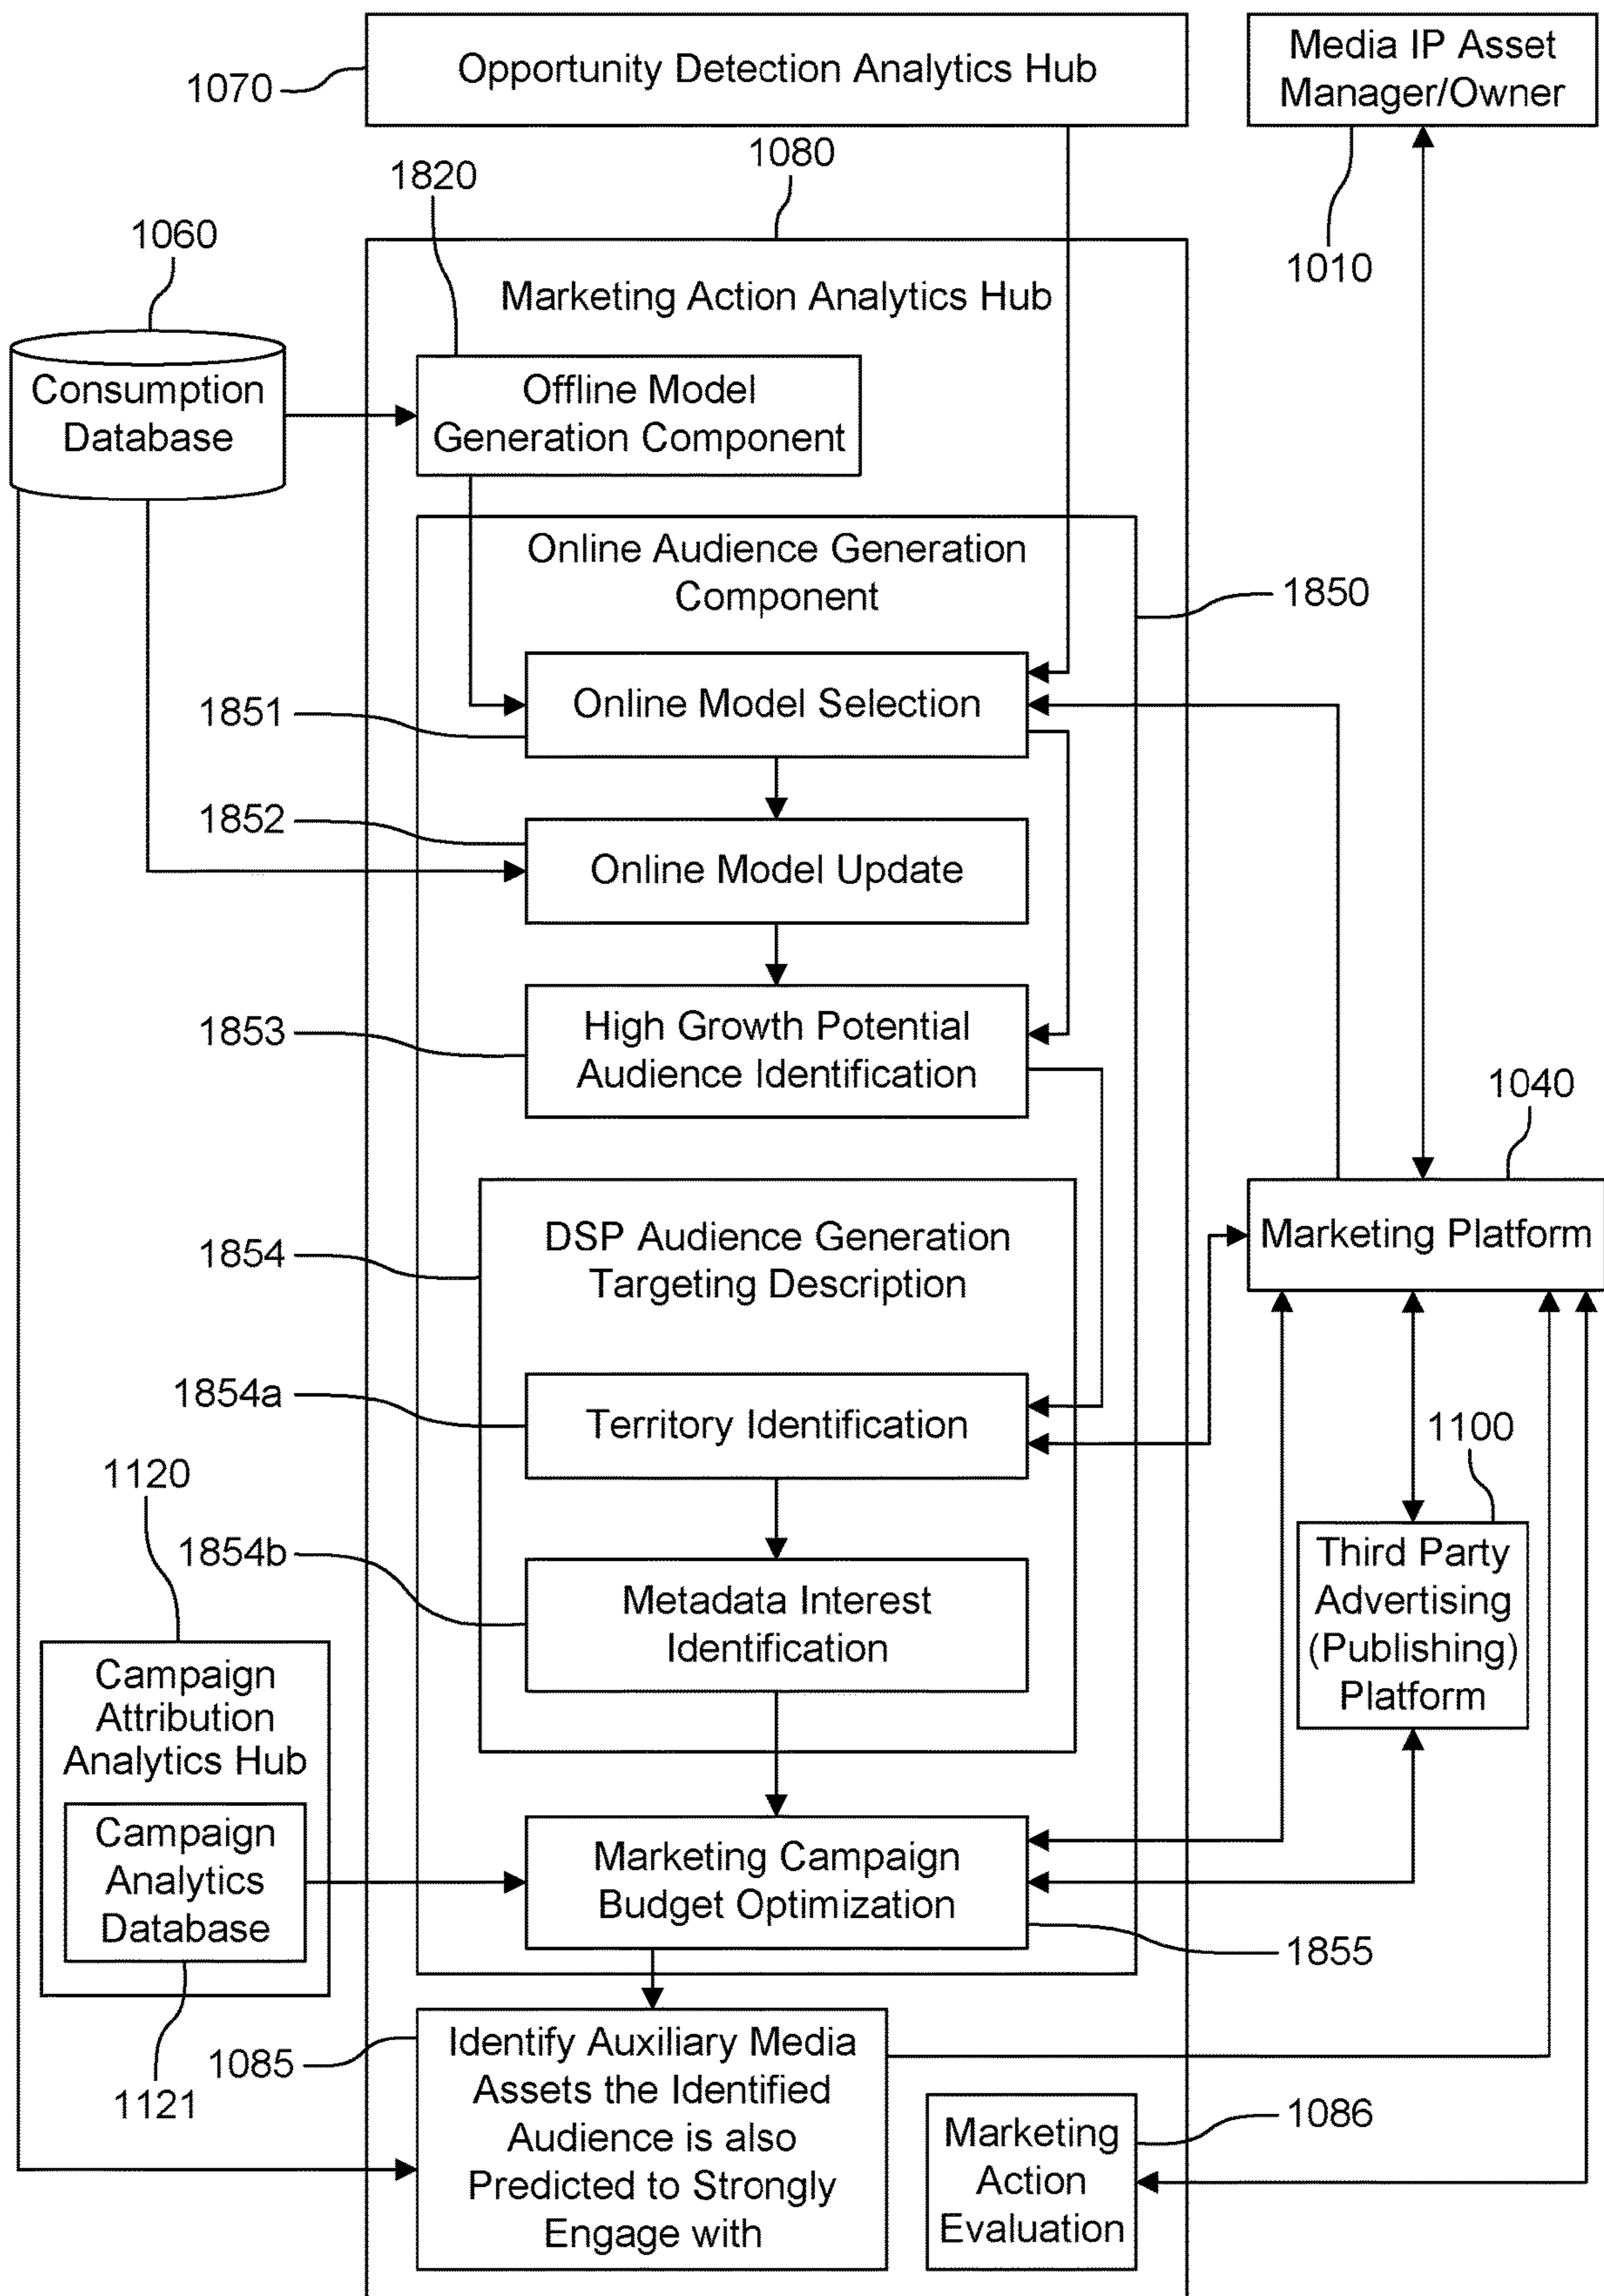 Opportunity Detection Analytics Hub
1070
Media IP Asset
Manager/Owner
1010
1080
1820
1060
Marketing Action Analytics Hub
Consumption
Database
Offline Model
Generation Component
Online Audience Generation
Component
1850
Online Model Selection
1851
1852
Online Model Update
1853
High Growth Potential
Audience Identification
1040
Marketing Platform
1854
DSP Audience Generation
Targeting Description
1854a
Territory Identification
1100
1120
1854b
Metadata Interest
Identification
Third Party
Advertising
(Publishing)
Platform
Campaign
Attribution
Analytics Hub
Campaign
Analytics
Database
Marketing Campaign
Budget Optimization
1855
1085
1121
Identify Auxiliary Media
Assets the Identified
Audience is also
Predicted to Strongly
Engage with
1086
Marketing
Action
Evaluation